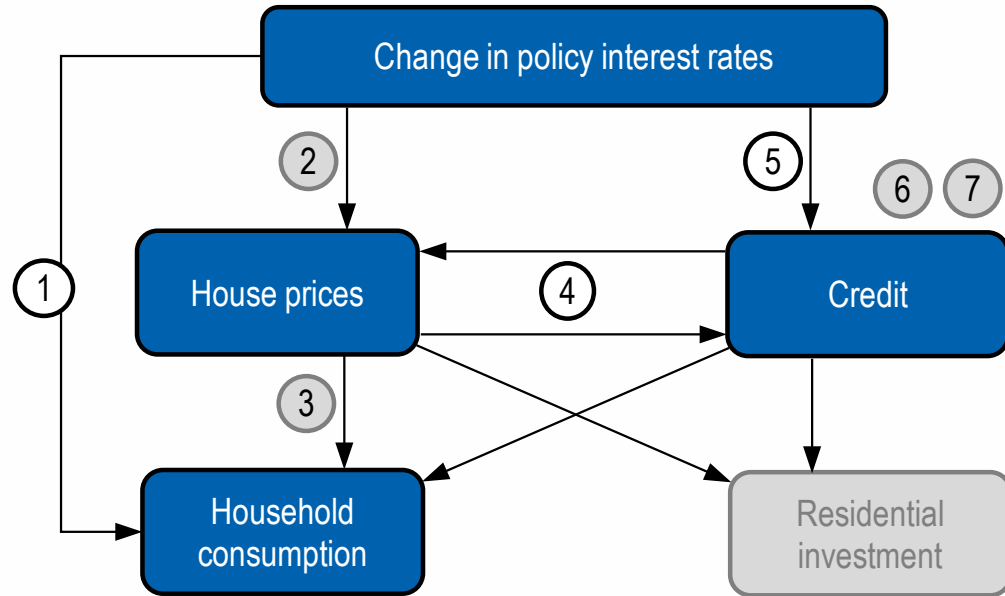 Change in policy interest rates
2
5
6
7
1
House prices
4
Credit
3
Household
consumption
Residential
investment